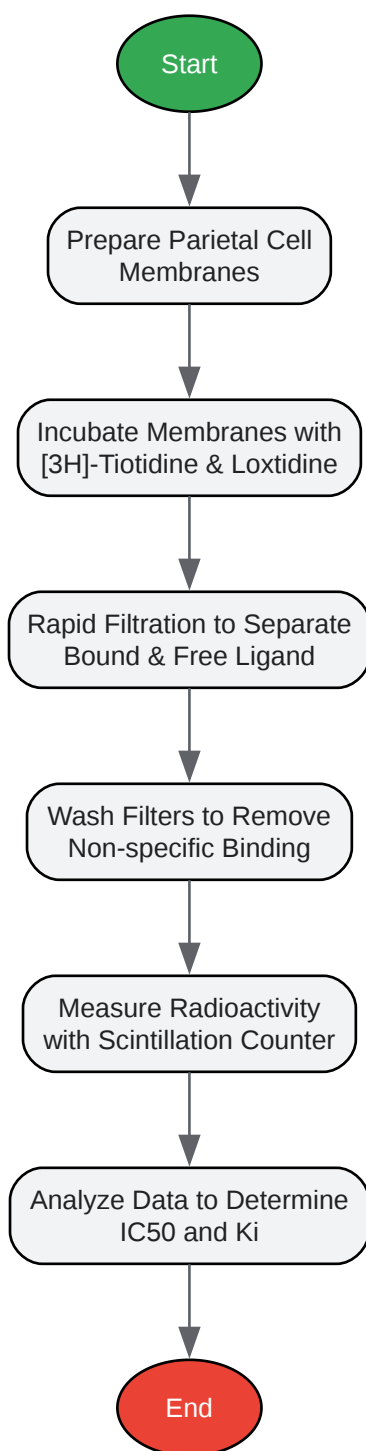 Start
Prepare Parietal Cell
Membranes
Incubate Membranes with
[3H]-Tiotidine & Loxtidine
Rapid Filtration to Separate
Bound & Free Ligand
Wash Filters to Remove
Non-specific Binding
Measure Radioactivity
with Scintillation Counter
Analyze Data to Determine
IC50 and Ki
End